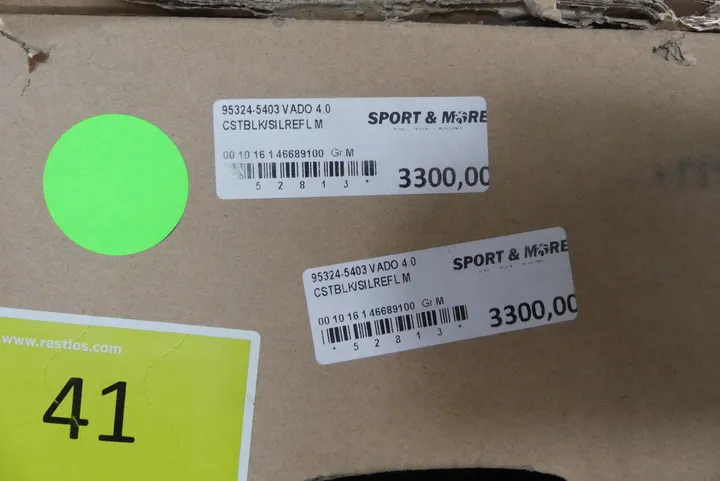 95324-5403 VADO 4.0
CSTBLK/SILREFL M
SPORT & MORE
00 10 16 1 46689100 Gr.M
5 2 8 1 3 *
3300,00
95324-5403 VADO 4.0
CSTBLK/SILREFL M
SPORT & MORE
00 10 16 1 46689100 Gr.M
* 5 2 8 1 3 *
3300,00
www.restlos.com
41